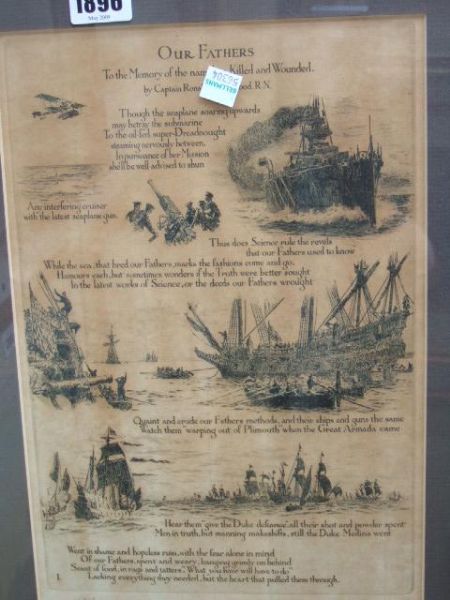 1896
May 2009
OUR FATHERS
To the Memory of the Killed and Wounded.
by Captain R.N.
BELLMANS
56304
Though the seaplane soaring upwards
may betray the submarine
To the oil-fed super-Dreadnought
steaming nervously between,
In pursuance of her Mission
she'll be well advised to shun
Any interfering cruiser
with the latest seaplane gun.
Thus does Science rule the revels
that our Fathers used to know
While the sea, that bred our Fathers, marks the fashions come and go,
Honours each, but sometimes wonders if the Truth were better sought
In the latest works of Science, or the deeds our Fathers wrought
Quaint and crude our Fathers methods, and their ships and guns the same
Watch them warping out of Plimouth when the Great Armada came
Hear them give the Duke defiance, all their shot and powder spent
Men in truth, but manning makeshifts, still the Duke Medina went
Went in shame and hopeless ruin, with the fear alone in mind
Of our Fathers, spent and weary, hanging grimly on behind
Scant of food, in rags and tatters, "What you have will have to do"
1. Lacking everything they needed, but the heart that pulled them through.